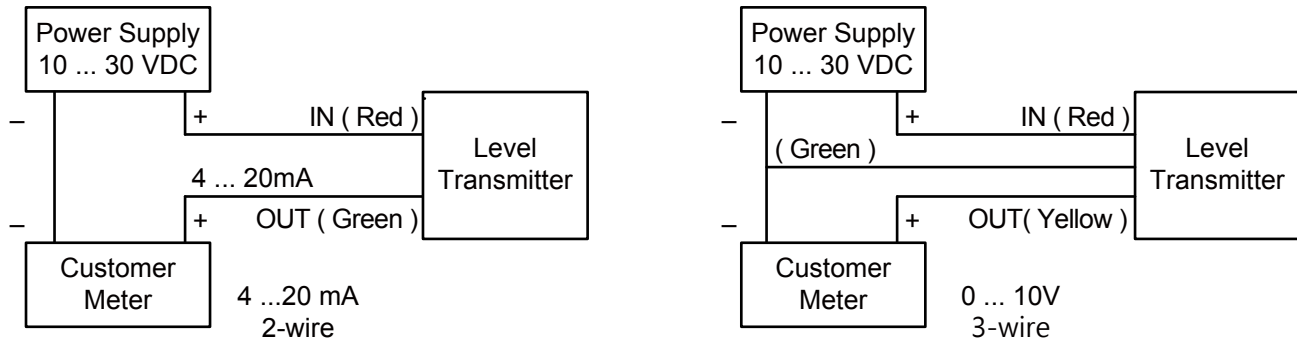 Power Supply
10 ... 30 VDC
–
+
IN ( Red )
Level
Transmitter
4 ... 20mA
–
+
OUT ( Green )
Customer
Meter
4 ...20 mA
2-wire
Power Supply
10 ... 30 VDC
–
+
IN ( Red )
( Green )
Level
Transmitter
–
+
OUT( Yellow )
Customer
Meter
0 ... 10V
3-wire